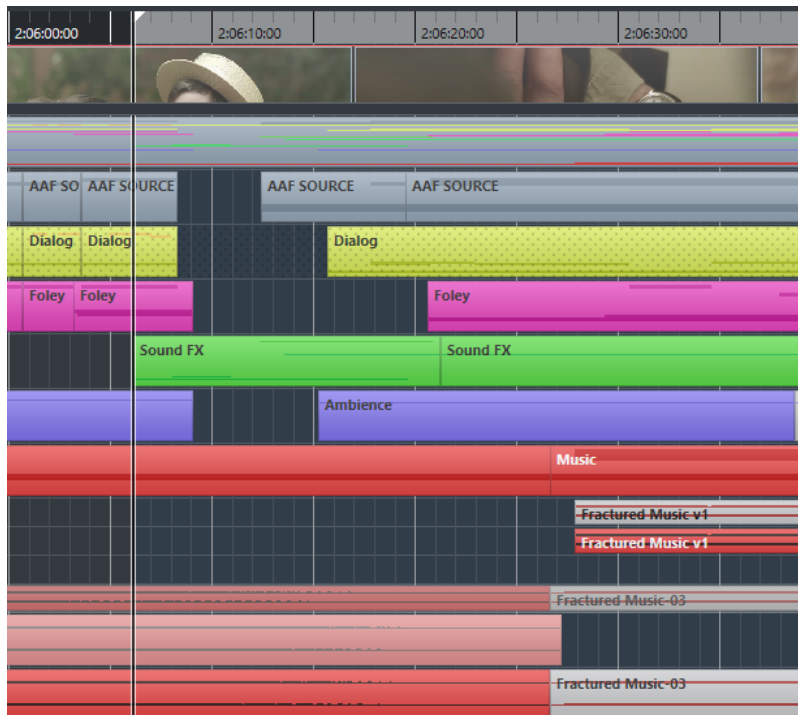 2:06:00:00 2:06:10:00 2:06:20:00 2:06:30:00
AAF SO AAF SOURCE AAF SOURCE AAF SOURCE
Dialog Dialog Dialog
Foley Foley Foley
Sound FX Sound FX
Ambience
Music
Fractured Music v1
Fractured Music v1
Fractured Music-03
Fractured Music-03